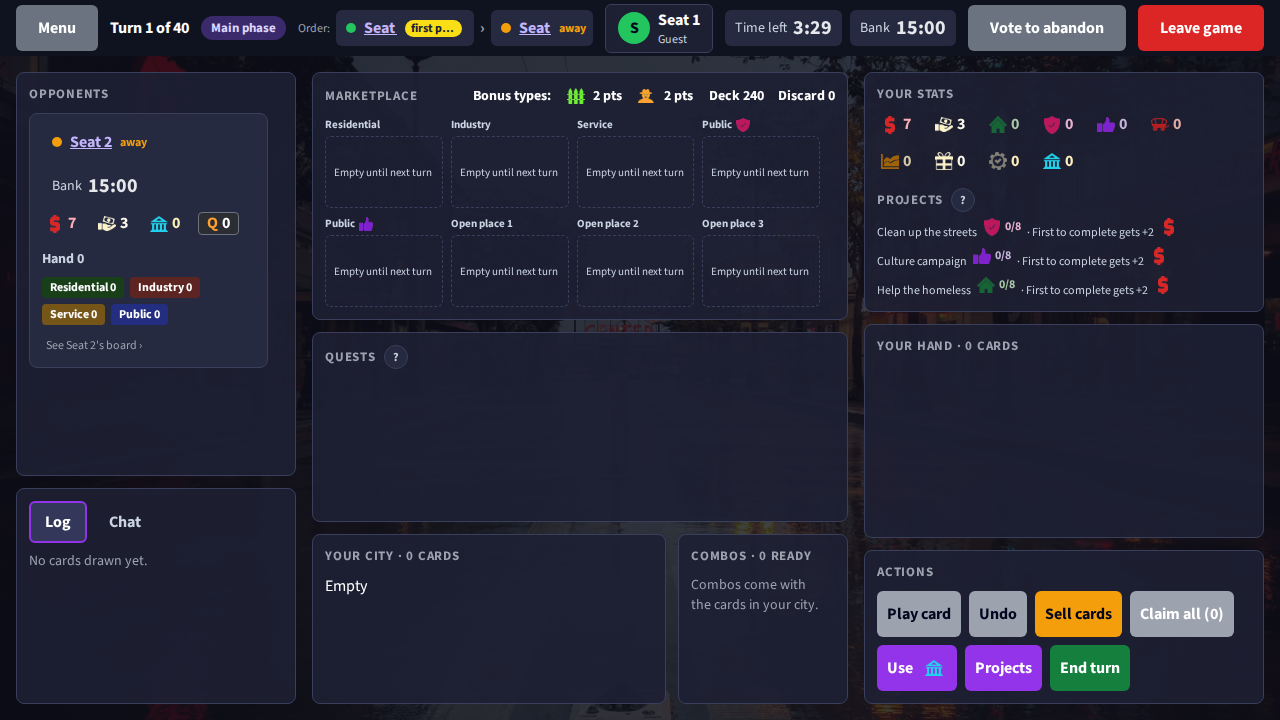 Menu
Turn 1 of 40
Main phase
Order:
Seat
first p...
›
Seat
away
S
Seat 1
Guest
Time left 3:29
Bank 15:00
Vote to abandon
Leave game
OPPONENTS
Seat 2 away
Bank 15:00
7 3 0 Q 0
Hand 0
Residential 0 Industry 0
Service 0 Public 0
See Seat 2's board ›
Log Chat
No cards drawn yet.
MARKETPLACE Bonus types: 2 pts 2 pts Deck 240 Discard 0
Residential Industry Service Public
Empty until next turn Empty until next turn Empty until next turn Empty until next turn
Public Open place 1 Open place 2 Open place 3
Empty until next turn Empty until next turn Empty until next turn Empty until next turn
QUESTS ?
YOUR CITY · 0 CARDS
Empty
COMBOS · 0 READY
Combos come with
the cards in your city.
YOUR STATS
$ 7 3 0 0 0 0
0 0 0 0
PROJECTS ?
Clean up the streets 0/8 · First to complete gets +2 $
Culture campaign 0/8 · First to complete gets +2 $
Help the homeless 0/8 · First to complete gets +2 $
YOUR HAND · 0 CARDS
ACTIONS
Play card Undo Sell cards Claim all (0)
Use Projects End turn